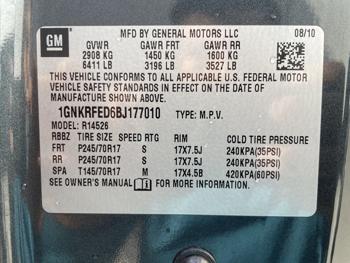 GM
MFD BY GENERAL MOTORS LLC
08/10
GVWR GAWR FRT GAWR RR
2908 KG 1450 KG 1600 KG
6411 LB 3196 LB 3527 LB
THIS VEHICLE CONFORMS TO ALL APPLICABLE U.S. FEDERAL MOTOR
VEHICLE SAFETY STANDARDS IN EFFECT ON THE DATE OF
MANUFACTURE SHOWN ABOVE.
1GNKRFED6BJ177010 TYPE: M.P.V.
R14526
RBBZ TIRE SIZE SPEED RTG RIM COLD TIRE PRESSURE
FRT P245/70R17 S 17X7.5J 240KPA(35PSI)
RR P245/70R17 S 17X7.5J 240KPA(35PSI)
SPA T145/70R17 M 17X4.5B 420KPA(60PSI)
SEE OWNER'S MANUAL FOR MORE INFORMATION.